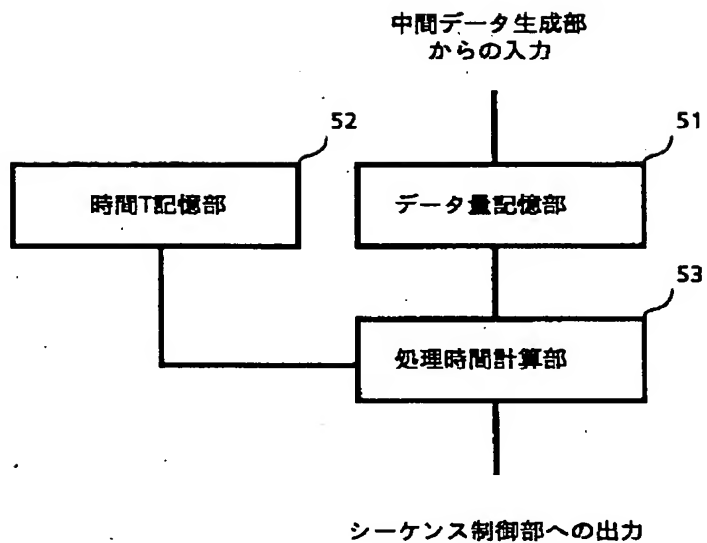 中間データ生成部
からの入力
52
51
時間T記憶部
データ量記憶部
53
処理時間計算部
シーケンス制御部への出力